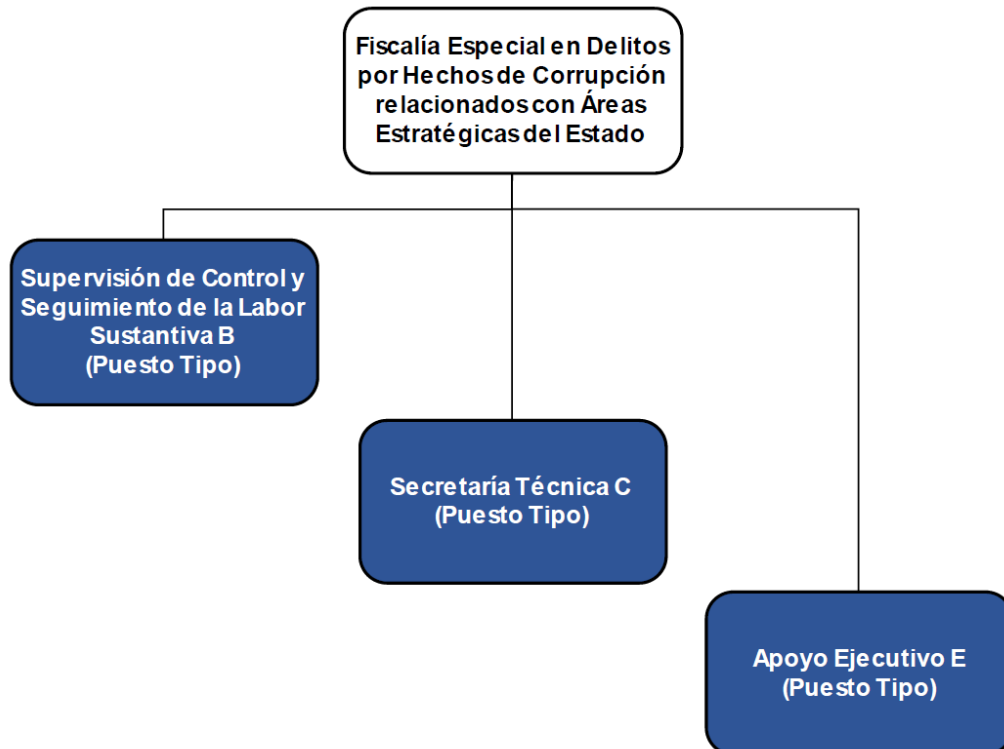 Fiscalía Especial en Delitos
por Hechos de Corrupción
relacionados con Áreas
Estratégicas del Estado
Supervisión de Control y
Seguimiento de la Labor
Sustantiva B
(Puesto Tipo)
Secretaría Técnica C
(Puesto Tipo)
Apoyo Ejecutivo E
(Puesto Tipo)